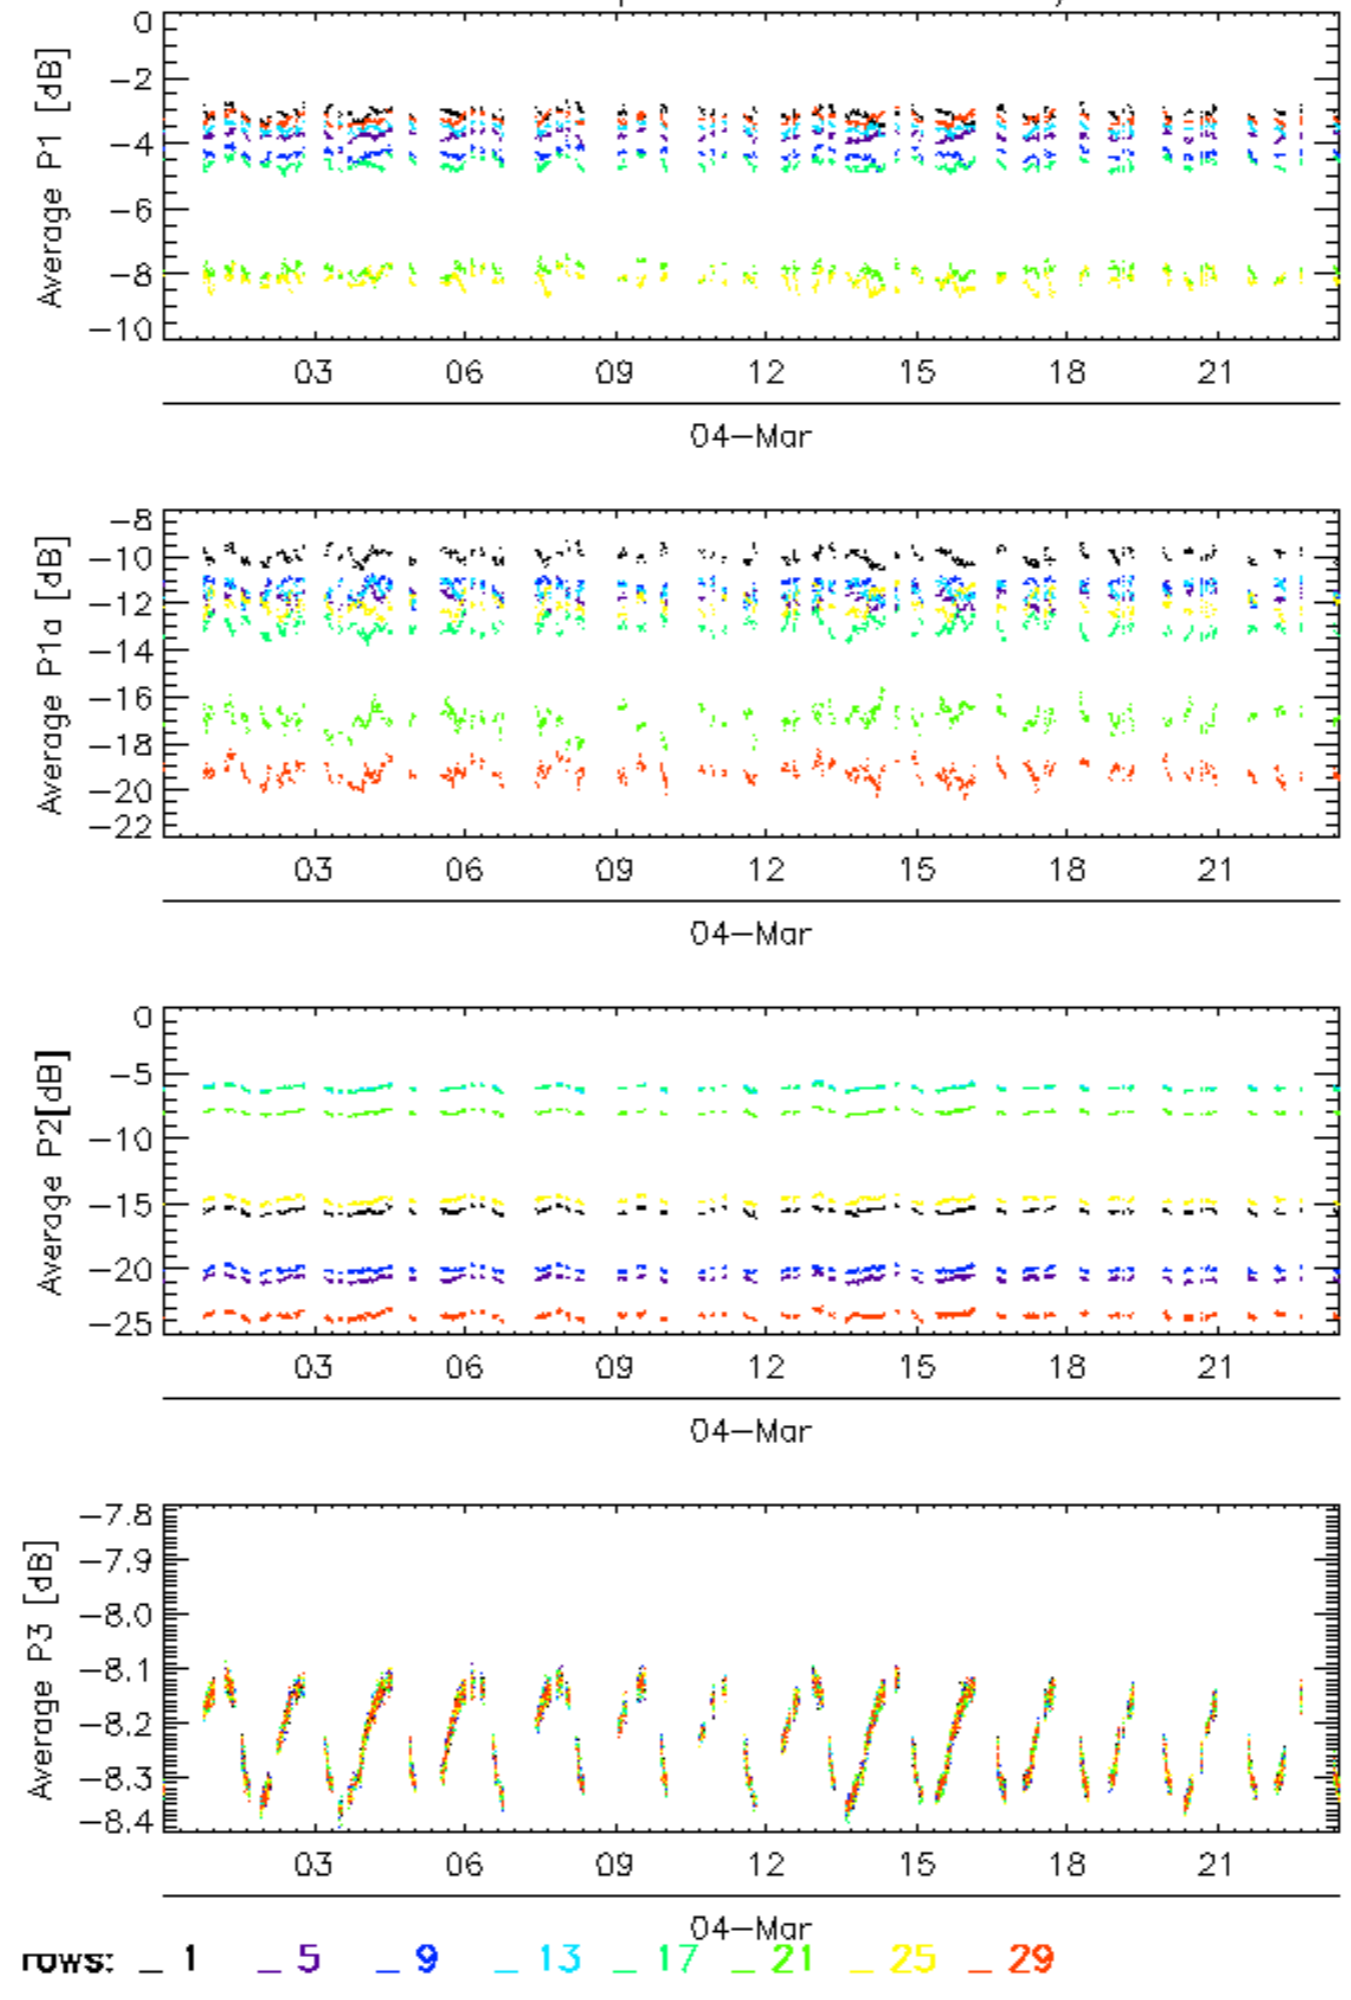 0
−2
−4
−6
−8
−10
Average P1 [dB]
03 06 09 12 15 18 21
04−Mar
−8
−10
−12
−14
−16
−18
−20
−22
Average P1a [dB]
03 06 09 12 15 18 21
04−Mar
0
−5
−10
−15
−20
−25
Average P2[dB]
03 06 09 12 15 18 21
04−Mar
−7.8
−7.9
−8.0
−8.1
−8.2
−8.3
−8.4
Average P3 [dB]
03 06 09 12 15 18 21
04−Mar
rows: _ 1 _ 5 _ 9 _ 13 _ 17 _ 21 _ 25 _ 29